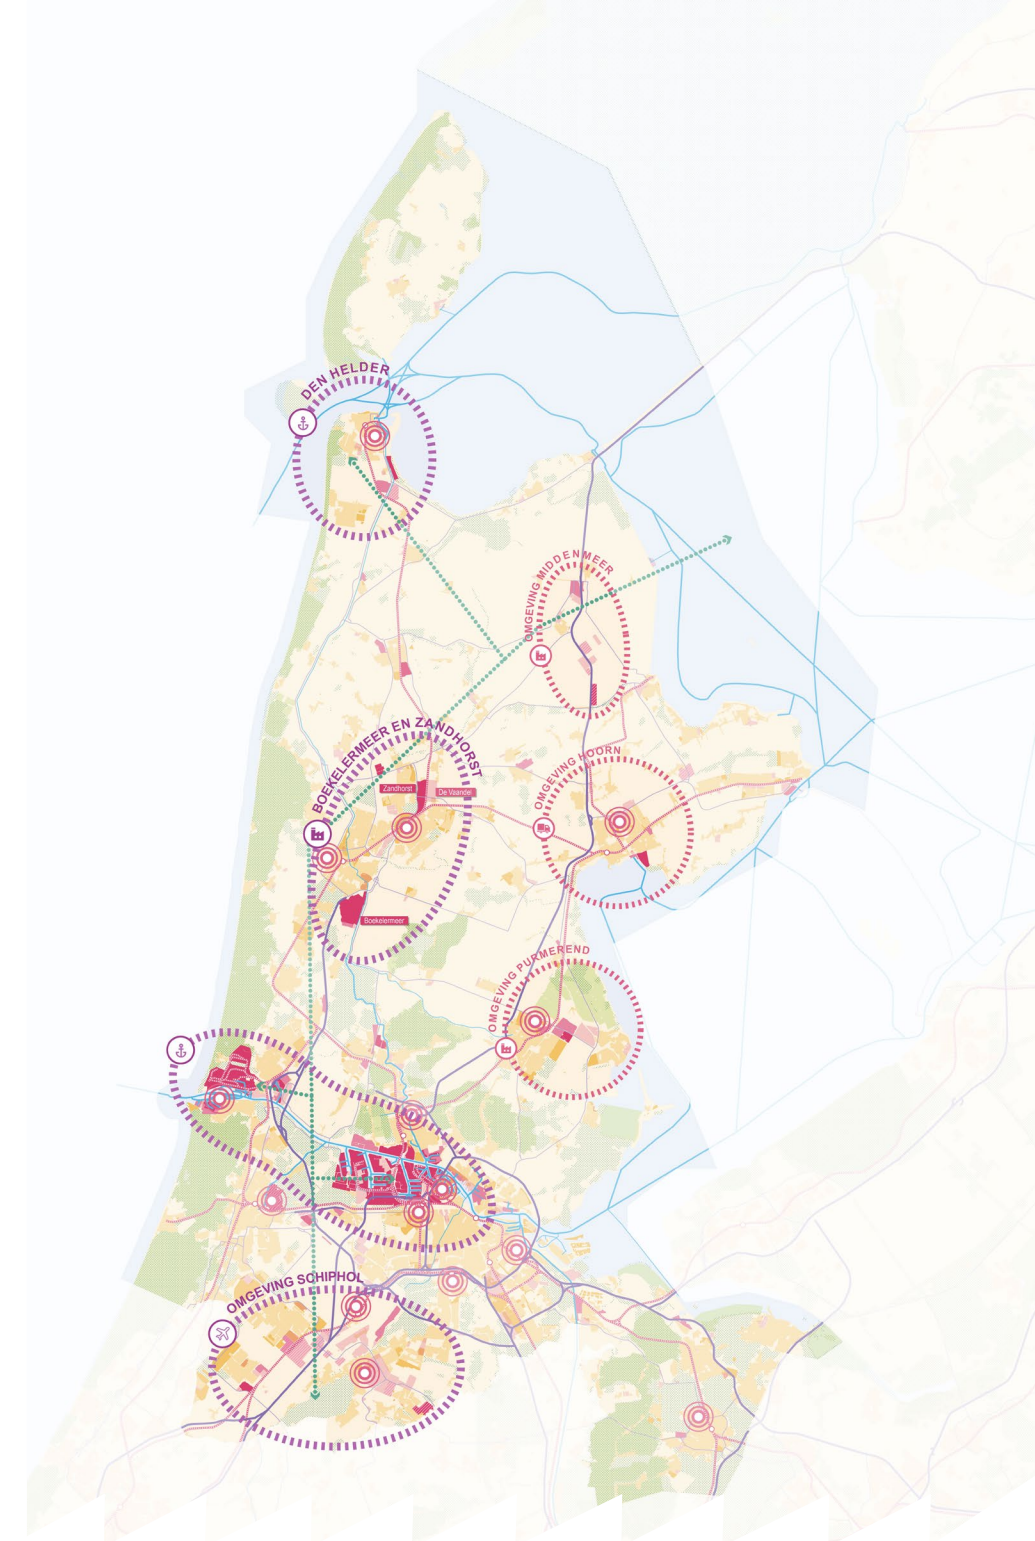 DEN HELDER
OMGEVING MIDDENMEER
BOEKELERMEER EN ZANDHORST
OMGEVING HOORN
Zandhorst
De Vaandel
Boekelermeer
OMGEVING PURMEREND
OMGEVING SCHIPHOL